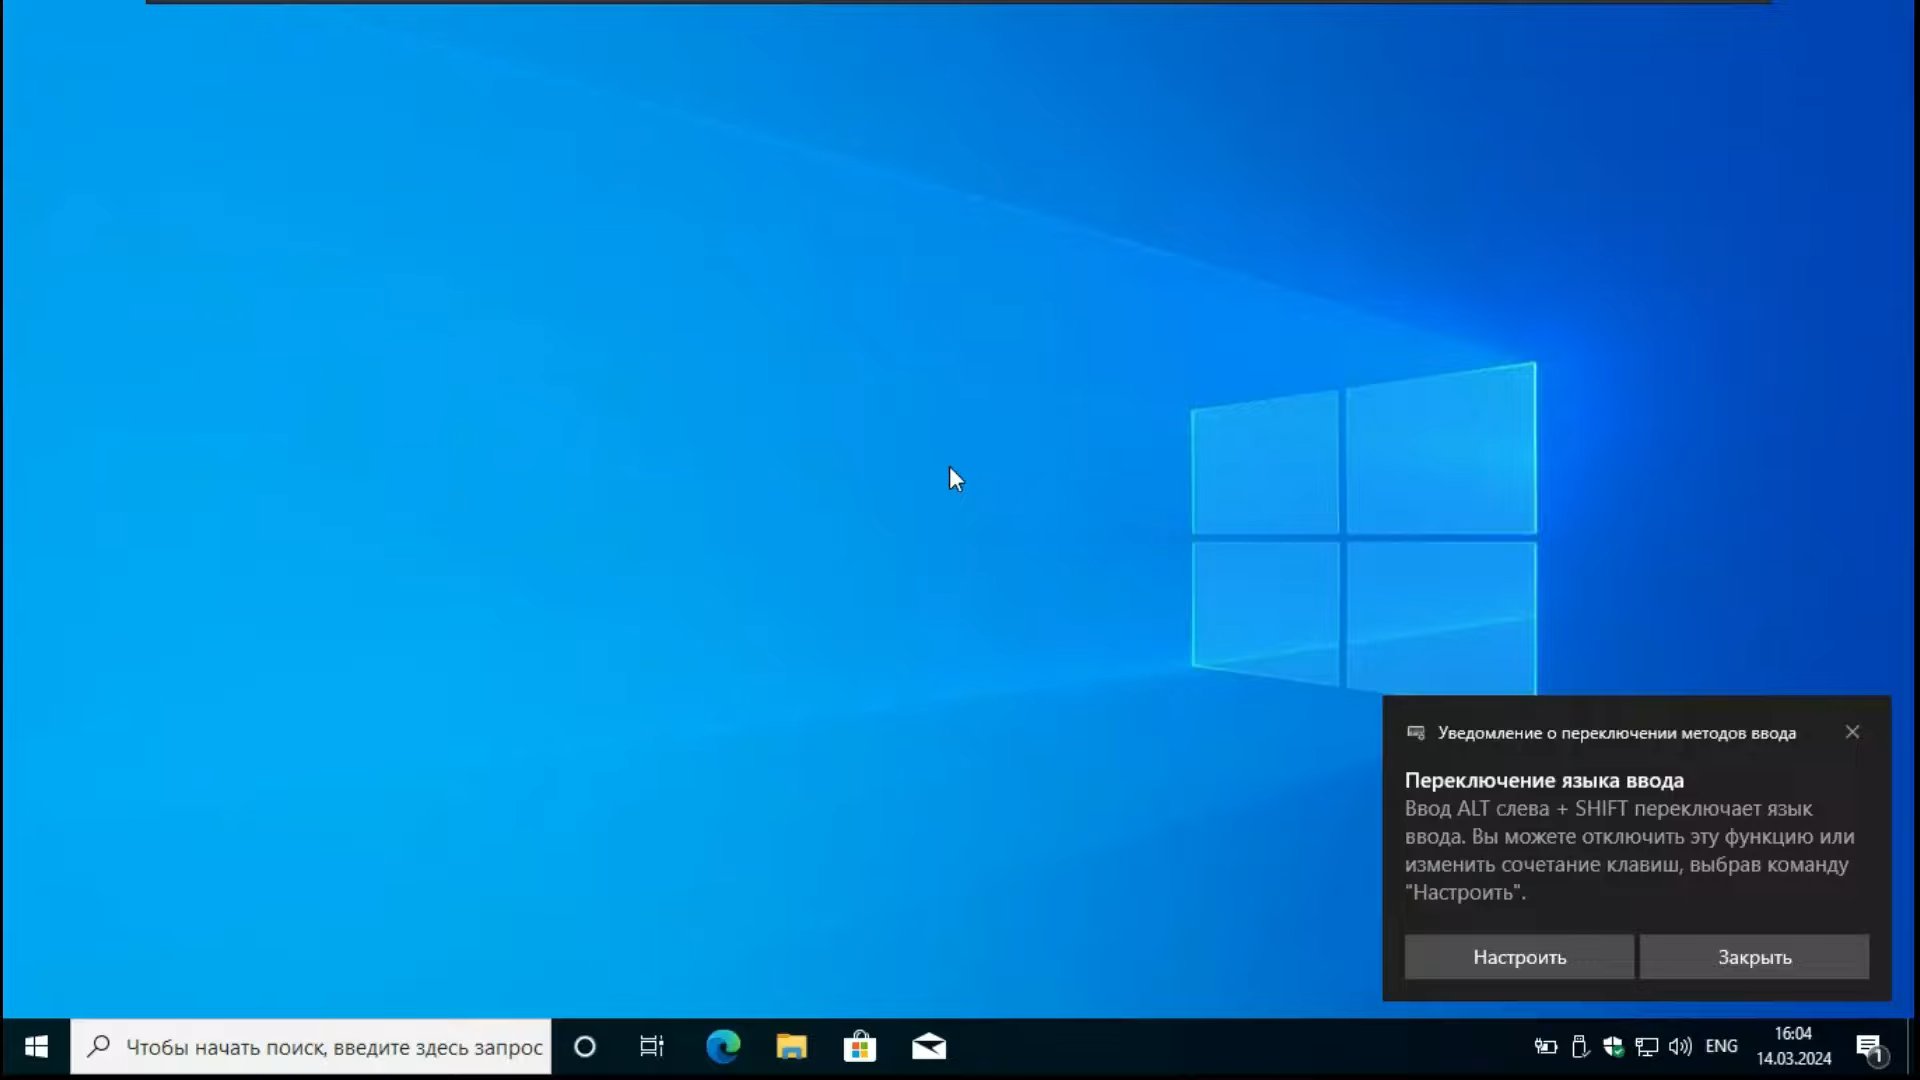 Уведомление о переключении методов ввода
Переключение языка ввода
Ввод ALT слева + SHIFT переключает язык
ввода. Вы можете отключить эту функцию или
изменить сочетание клавиш, выбрав команду
"Настроить".
Настроить
Закрыть
Чтобы начать поиск, введите здесь запрос
ENG
16:04
14.03.2024
1